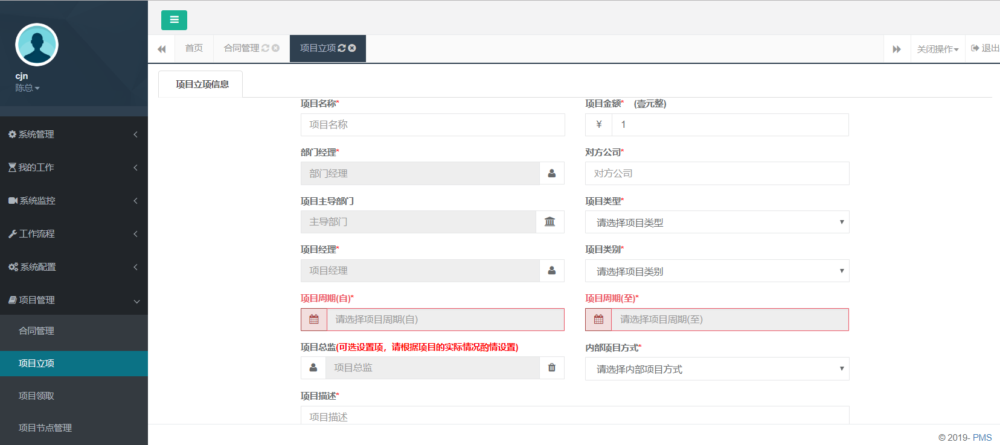 cjn
陈总
系统管理
我的工作
系统监控
工作流程
系统配置
项目管理
合同管理
项目立项
项目领取
项目节点管理
首页
合同管理
项目立项
关闭操作
退出
项目立项信息
项目名称*
项目名称
项目金额* (壹元整)
¥ 1
部门经理*
部门经理
对方公司*
对方公司
项目主导部门
主导部门
项目类型*
请选择项目类型
项目经理*
项目经理
项目类别*
请选择项目类别
项目周期(自)*
请选择项目周期(自)
项目周期(至)*
请选择项目周期(至)
项目总监(可选设置项，请根据项目的实际情况酌情设置)
项目总监
内部项目方式*
请选择内部项目方式
项目描述*
项目描述
© 2019- PMS